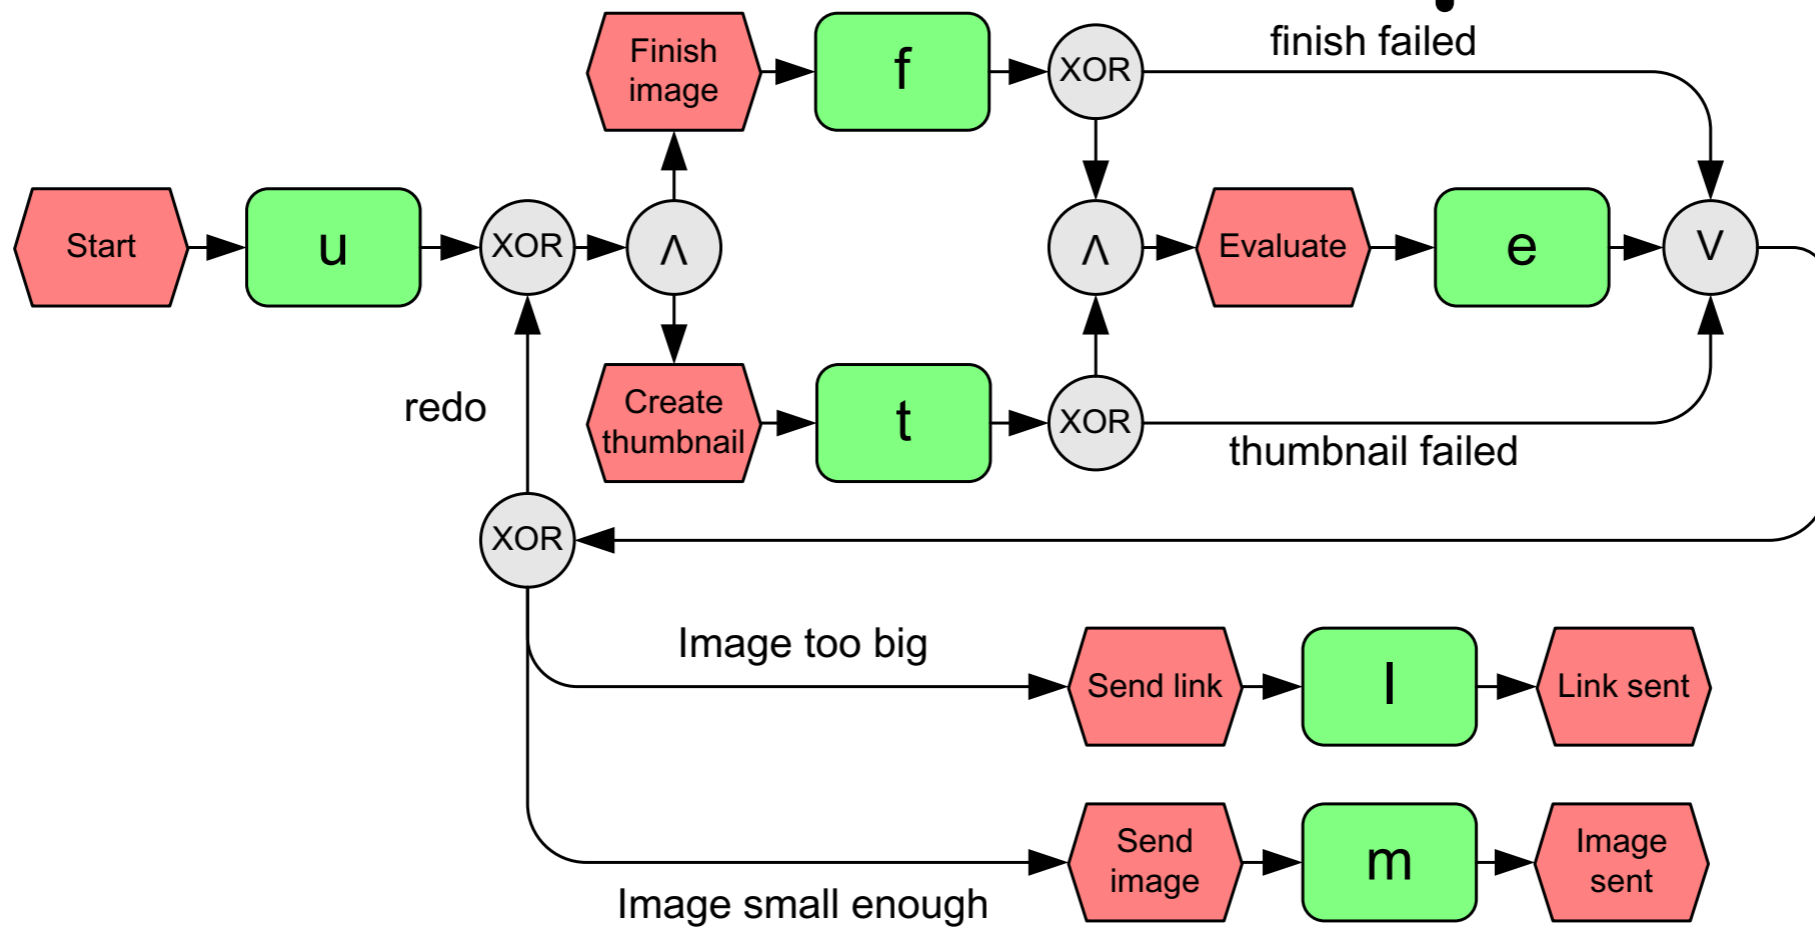 finish failed
Finish
image
f
XOR
Start
u
XOR
Λ
Λ
Evaluate
e
V
redo
Create
thumbnail
t
XOR
thumbnail failed
XOR
Image too big
Send link
l
Link sent
Send
image
m
Image
sent
Image small enough